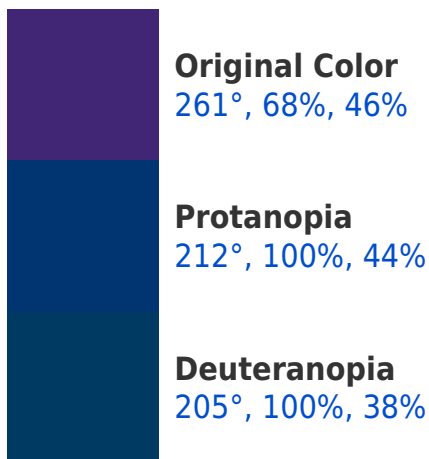 Original Color
261°, 68%, 46%
Protanopia
212°, 100%, 44%
Deuteranopia
205°, 100%, 38%